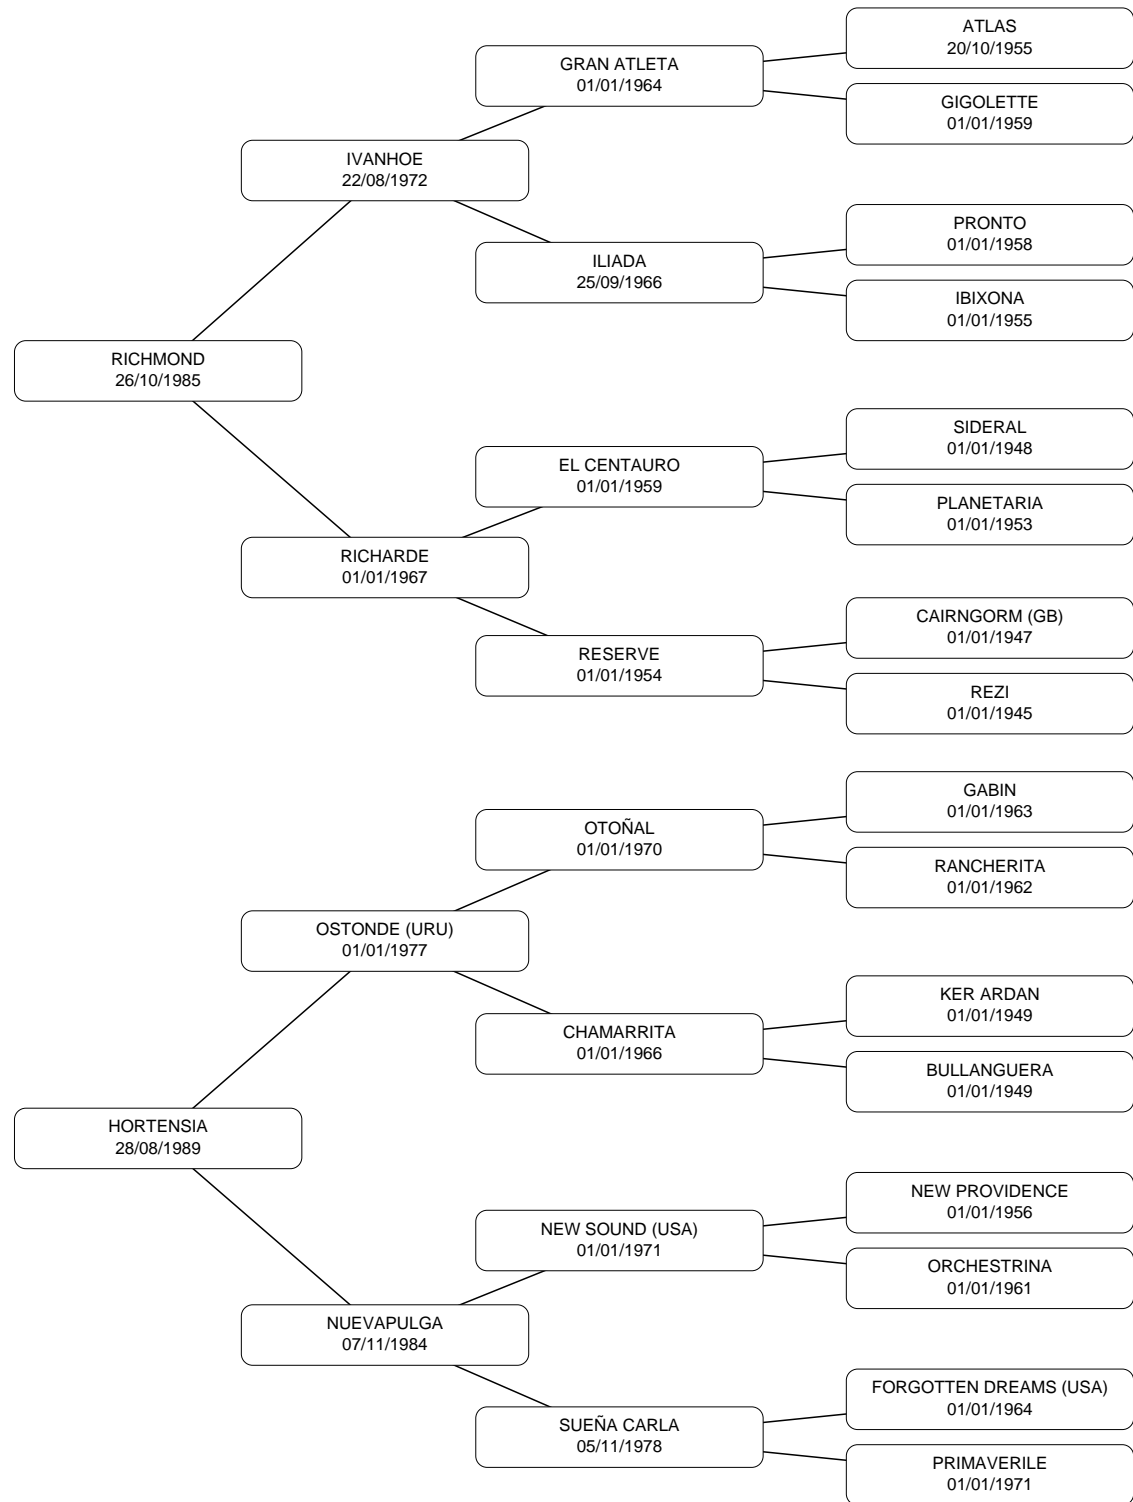 ATLAS
20/10/1955
GRAN ATLETA
01/01/1964
GIGOLETTE
01/01/1959
IVANHOE
22/08/1972
PRONTO
01/01/1958
ILIADA
25/09/1966
IBIXONA
01/01/1955
RICHMOND
26/10/1985
SIDERAL
01/01/1948
EL CENTAURO
01/01/1959
PLANETARIA
01/01/1953
RICHARDE
01/01/1967
CAIRNGORM (GB)
01/01/1947
RESERVE
01/01/1954
REZI
01/01/1945
GABIN
01/01/1963
OTOÑAL
01/01/1970
RANCHERITA
01/01/1962
OSTONDE (URU)
01/01/1977
KER ARDAN
01/01/1949
CHAMARRITA
01/01/1966
BULLANGUERA
01/01/1949
HORTENSIA
28/08/1989
NEW PROVIDENCE
01/01/1956
NEW SOUND (USA)
01/01/1971
ORCHESTRINA
01/01/1961
NUEVAPULGA
07/11/1984
FORGOTTEN DREAMS (USA)
01/01/1964
SUEÑA CARLA
05/11/1978
PRIMAVERILE
01/01/1971